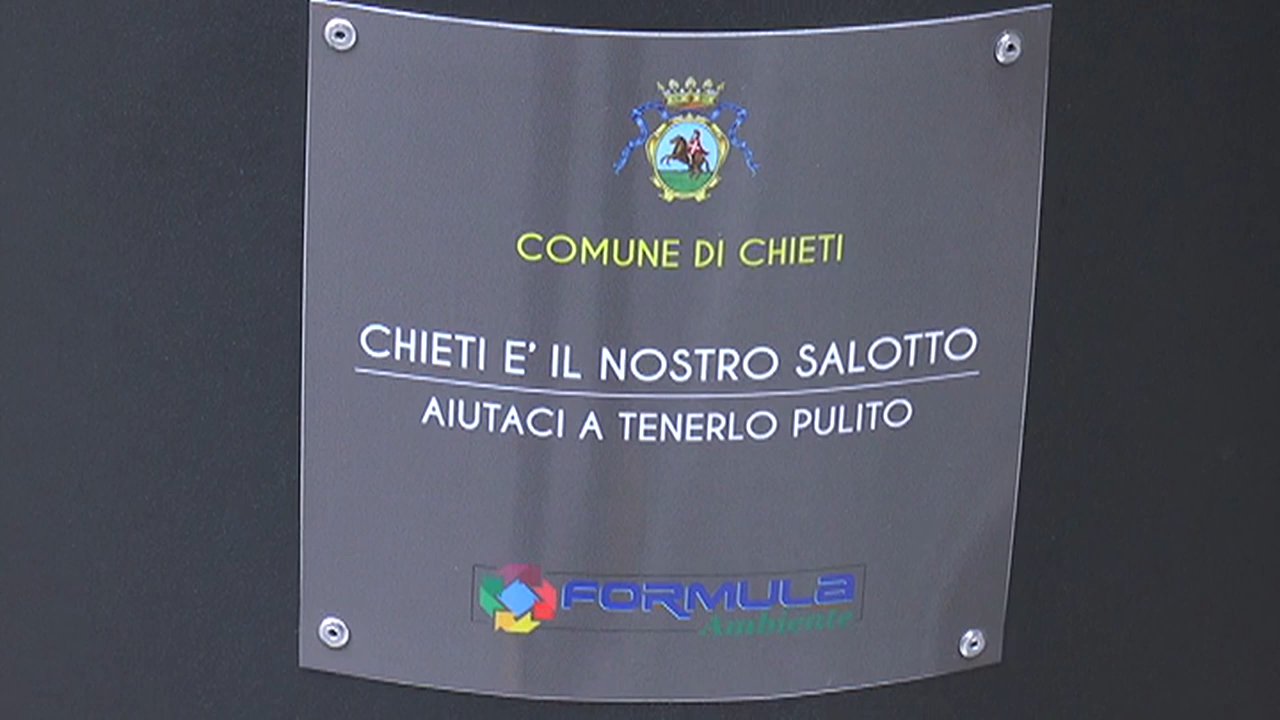 COMUNE DI CHIETI
CHIETI E' IL NOSTRO SALOTTO
AIUTACI A TENERLO PULITO
FORMULA
Ambiente